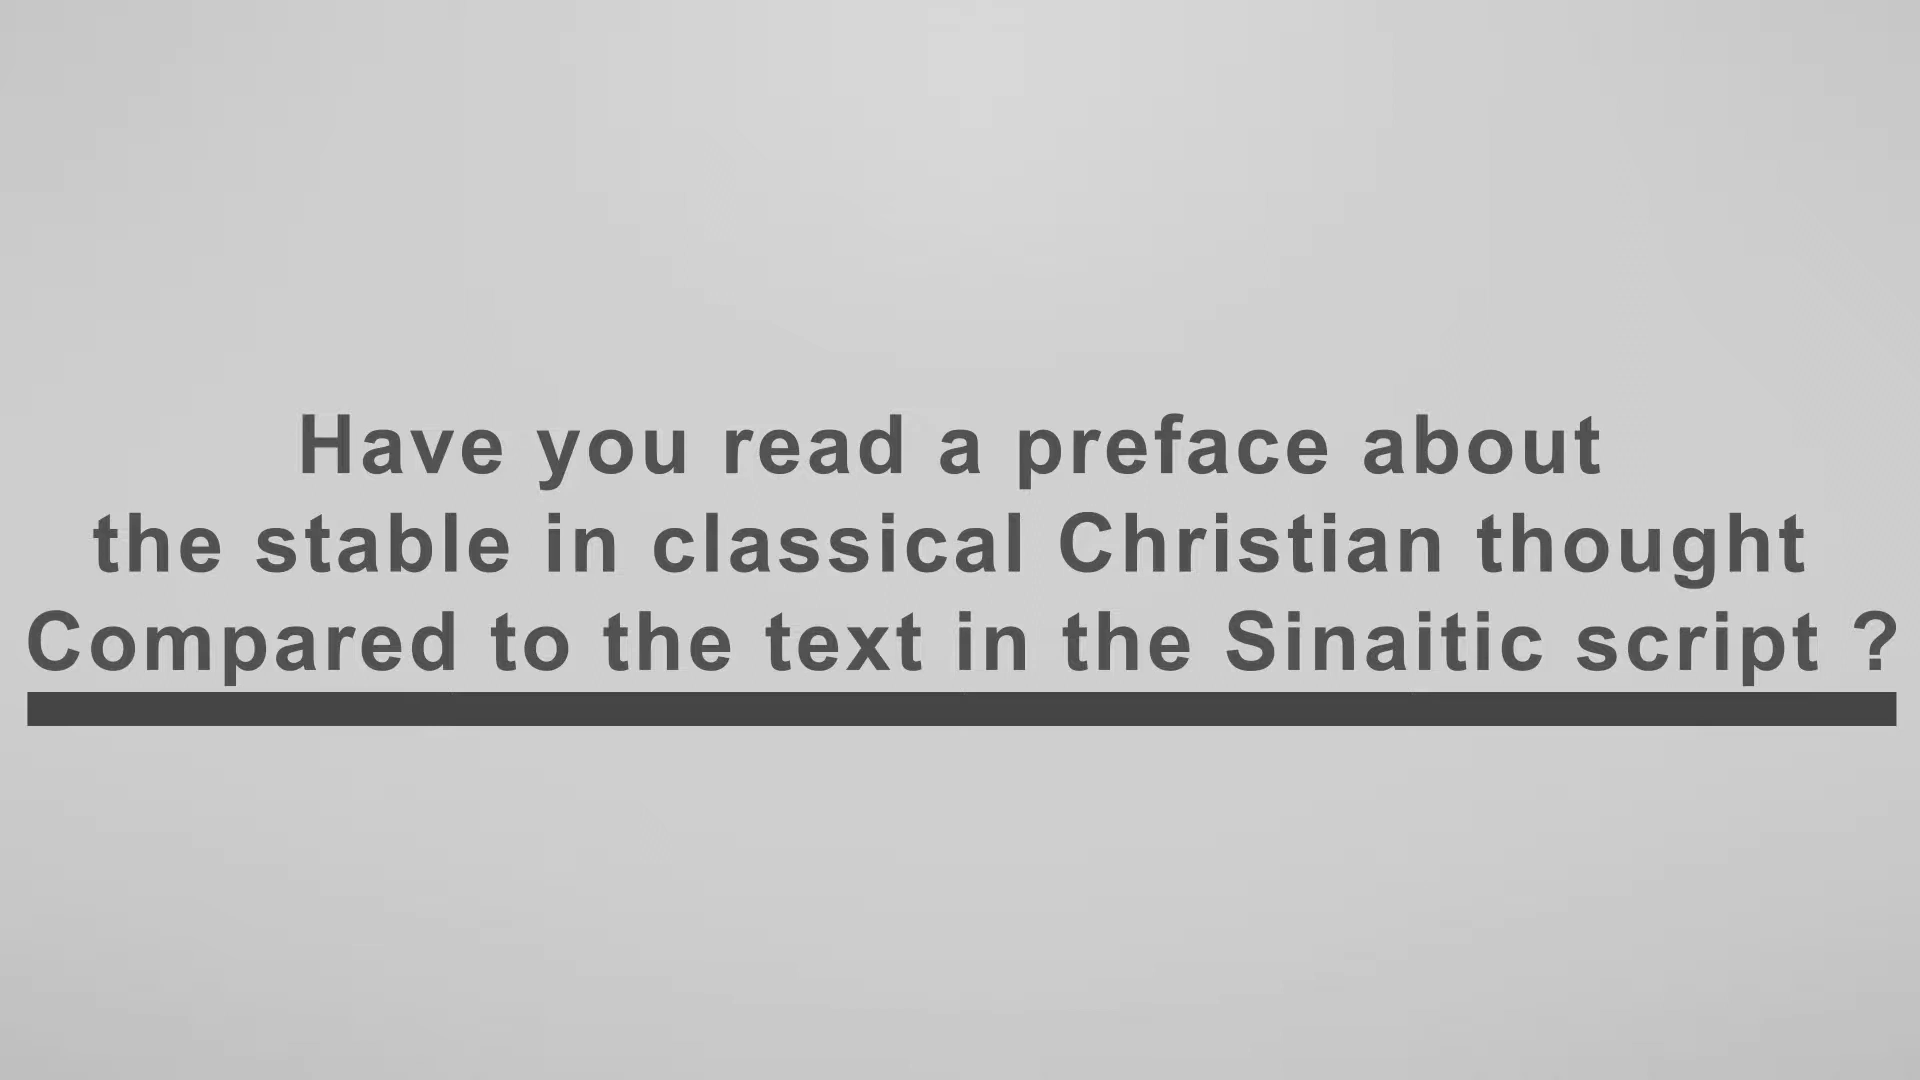 Have you read a preface about
the stable in classical Christian thought
Compared to the text in the Sinaitic script ?